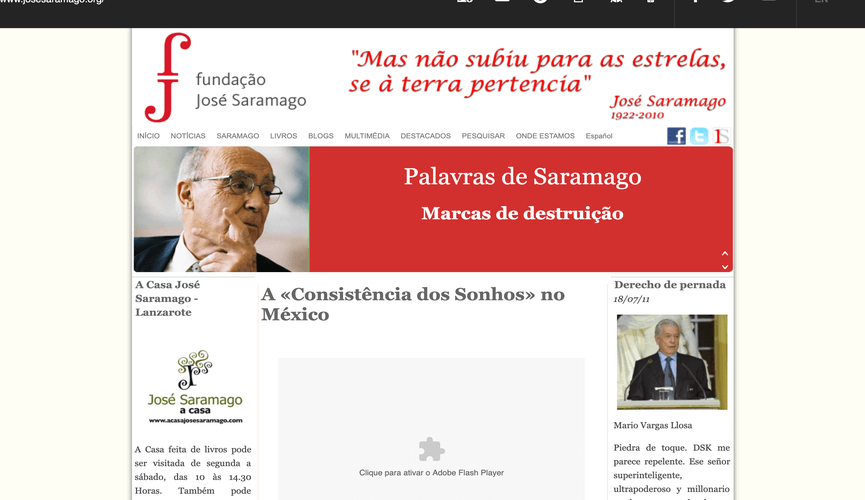 www.josesaramago.org/
EN
fundação
José Saramago
"Mas não subiu para as estrelas,
se à terra pertencia"
José Saramago
1922-2010
INÍCIO NOTÍCIAS SARAMAGO LIVROS BLOGS MULTIMÉDIA DESTACADOS PESQUISAR ONDE ESTAMOS Español
Palavras de Saramago
Marcas de destruição
A Casa José
Saramago -
Lanzarote
José Saramago
a casa
www.acasajosesaramago.com
A Casa feita de livros pode
ser visitada de segunda a
sábado, das 10 às 14.30
Horas. Também pode
A «Consistência dos Sonhos» no
México
Clique para ativar o Adobe Flash Player
Derecho de pernada
18/07/11
Mario Vargas Llosa
Piedra de toque. DSK me
parece repelente. Ese señor
superinteligente,
ultrapoderoso y millonario